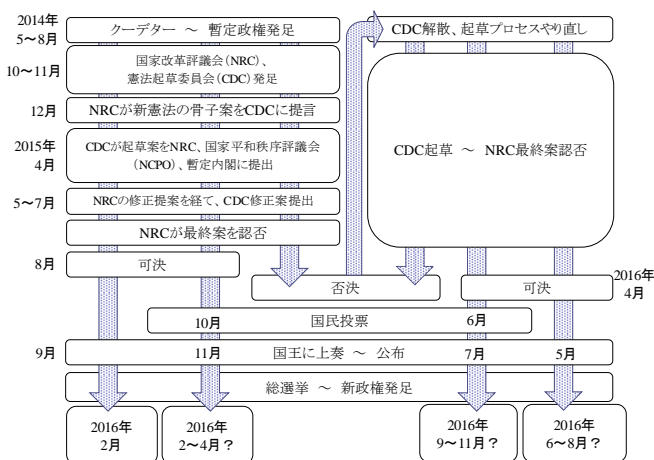 2014年
5～8月
クーデター ～ 暫定政権発足
CDC解散、起草プロセスやり直し
10～11月
国家改革評議会（NRC）、
憲法起草委員会（CDC）発足
12月
NRCが新憲法の骨子案をCDCに提言
2015年
4月
CDCが起草案をNRC、国家平和秩序評議会
（NCPO）、暫定内閣に提出
CDC起草 ～ NRC最終案認否
5～7月
NRCの修正提案を経て、CDC修正案提出
NRCが最終案を認否
8月
可決
否決
可決
2016年
4月
10月
国民投票
6月
9月
11月
国王に上奏 ～ 公布
7月
5月
総選挙 ～ 新政権発足
2016年
2月
2016年
2～4月？
2016年
9～11月？
2016年
6～8月？